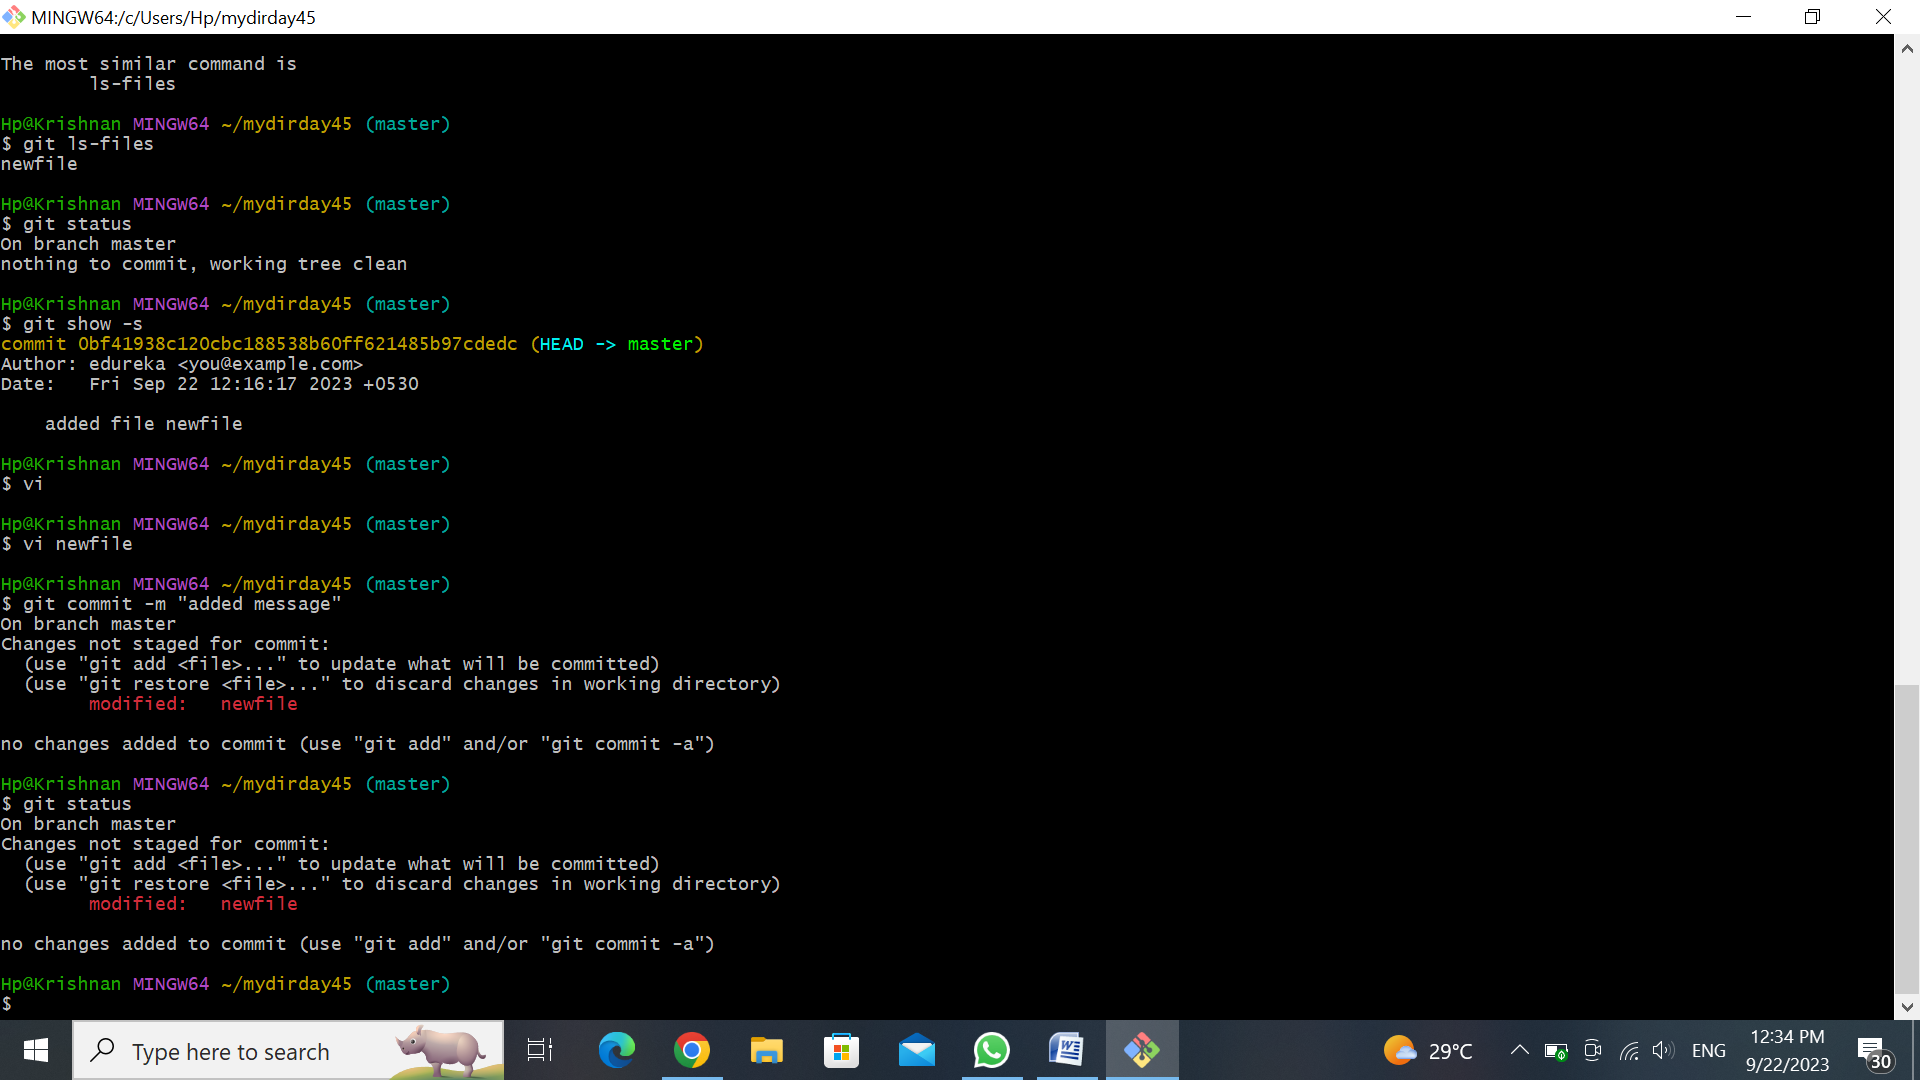 MINGW64:/c/Users/Hp/mydirday45
The most similar command is
ls-files
Hp@Krishnan MINGW64 ~/mydirday45 (master)
$ git ls-files
newfile
Hp@Krishnan MINGW64 ~/mydirday45 (master)
$ git status
On branch master
nothing to commit, working tree clean
Hp@Krishnan MINGW64 ~/mydirday45 (master)
$ git show -s
commit 0bf41938c120cbc188538b60ff621485b97cdedc (HEAD -> master)
Author: edureka <you@example.com>
Date:   Fri Sep 22 12:16:17 2023 +0530
added file newfile
Hp@Krishnan MINGW64 ~/mydirday45 (master)
$ vi
Hp@Krishnan MINGW64 ~/mydirday45 (master)
$ vi newfile
Hp@Krishnan MINGW64 ~/mydirday45 (master)
$ git commit -m "added message"
On branch master
Changes not staged for commit:
(use "git add <file>..." to update what will be committed)
(use "git restore <file>..." to discard changes in working directory)
modified:   newfile
no changes added to commit (use "git add" and/or "git commit -a")
Hp@Krishnan MINGW64 ~/mydirday45 (master)
$ git status
On branch master
Changes not staged for commit:
(use "git add <file>..." to update what will be committed)
(use "git restore <file>..." to discard changes in working directory)
modified:   newfile
no changes added to commit (use "git add" and/or "git commit -a")
Hp@Krishnan MINGW64 ~/mydirday45 (master)
$
Type here to search
29°C
ENG
12:34 PM
9/22/2023
30